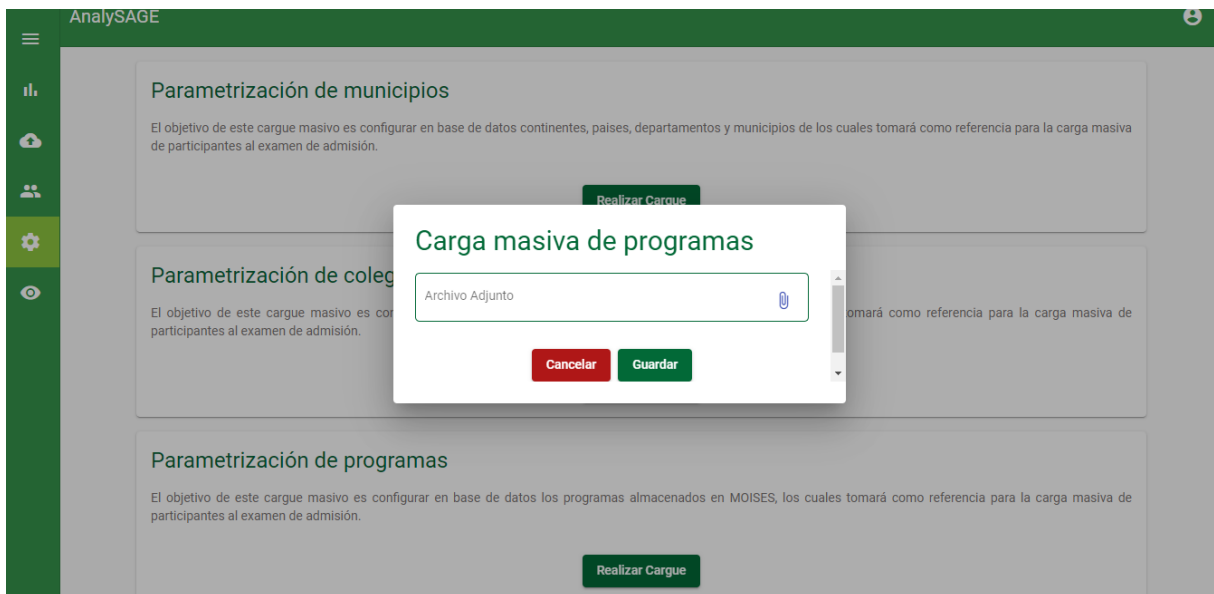 AnalySAGE
Parametrización de municipios
El objetivo de este cargue masivo es configurar en base de datos continentes, paises, departamentos y municipios de los cuales tomará como referencia para la carga masiva
de participantes al examen de admisión.
Realizar Cargue
Carga masiva de programas
Archivo Adjunto
Cancelar
Guardar
Parametrización de coleg
El objetivo de este cargue masivo es con
omará como referencia para la carga masiva de
participantes al examen de admisión.
Parametrización de programas
El objetivo de este cargue masivo es configurar en base de datos los programas almacenados en MOISES, los cuales tomará como referencia para la carga masiva de
participantes al examen de admisión.
Realizar Cargue